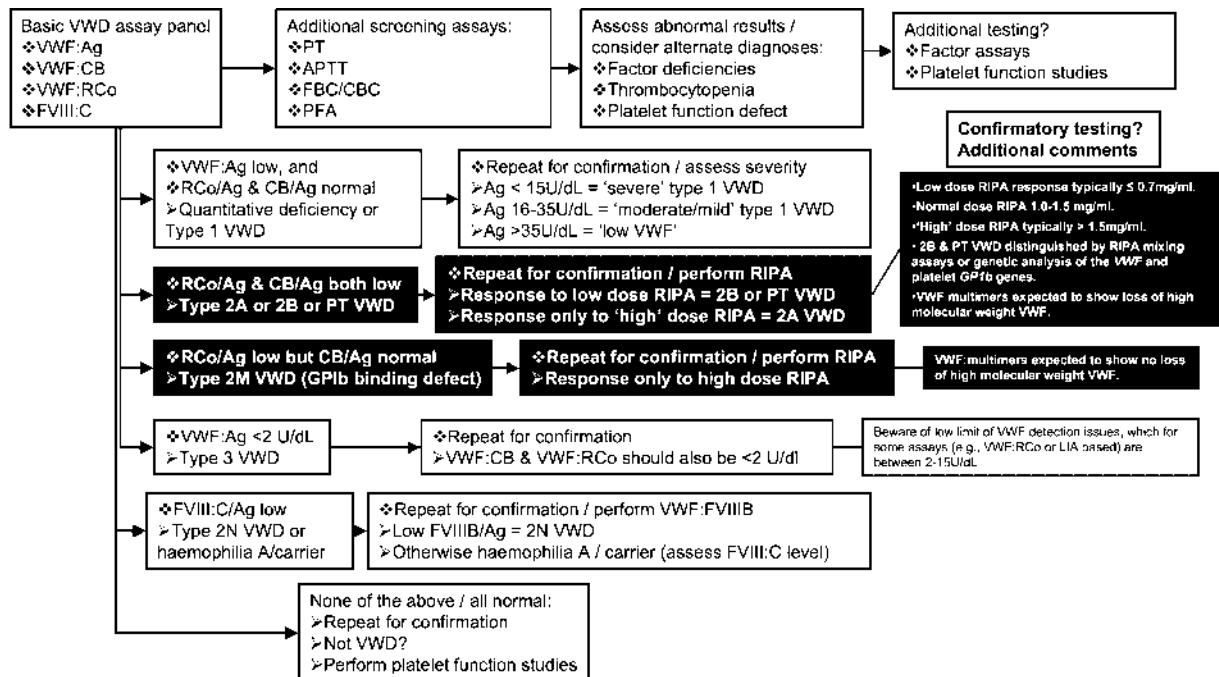 Basic VWD assay panel
❖VWF:Ag
❖VWF:CB
❖VWF:RCo
❖FVIII:C
Additional screening assays:
❖PT
❖APTT
❖FBC/CBC
❖PFA
Assess abnormal results /
consider alternate diagnoses:
❖Factor deficiencies
❖Thrombocytopenia
❖Platelet function defect
Additional testing?
❖Factor assays
❖Platelet function studies
Confirmatory testing?
Additional comments
❖VWF:Ag low, and
❖RCo/Ag & CB/Ag normal
➢Quantitative deficiency or
Type 1 VWD
❖Repeat for confirmation / assess severity
➢Ag < 15U/dL = ‘severe’ type 1 VWD
➢Ag 16-35U/dL = ‘moderate/mild’ type 1 VWD
➢Ag >35U/dL = ‘low VWF’
•Low dose RIPA response typically ≤ 0.7mg/ml.
•Normal dose RIPA 1.0-1.5 mg/ml.
•‘High’ dose RIPA typically > 1.5mg/ml.
• 2B & PT VWD distinguished by RIPA mixing
assays or genetic analysis of the VWF and
platelet GP1b genes.
•VWF multimers expected to show loss of high
molecular weight VWF.
❖RCo/Ag & CB/Ag both low
➢Type 2A or 2B or PT VWD
❖Repeat for confirmation / perform RIPA
➢Response to low dose RIPA = 2B or PT VWD
➢Response only to ‘high’ dose RIPA = 2A VWD
❖RCo/Ag low but CB/Ag normal
➢Type 2M VWD (GPIb binding defect)
❖Repeat for confirmation / perform RIPA
➢Response only to high dose RIPA
VWF:multimers expected to show no loss
of high molecular weight VWF.
❖VWF:Ag <2 U/dL
➢Type 3 VWD
❖Repeat for confirmation
➢VWF:CB & VWF:RCo should also be <2 U/dl
Beware of low limit of VWF detection issues, which for
some assays (e.g., VWF:RCo or LIA based) are
between 2-15U/dL
❖FVIII:C/Ag low
➢Type 2N VWD or
haemophilia A/carrier
❖Repeat for confirmation / perform VWF:FVIIIB
➢Low FVIIIB/Ag = 2N VWD
➢Otherwise haemophilia A / carrier (assess FVIII:C level)
None of the above / all normal:
➢Repeat for confirmation
➢Not VWD?
➢Perform platelet function studies